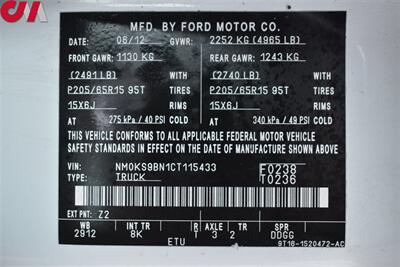 MFD. BY FORD MOTOR CO.
DATE: 08/12 GVWR: 2252 KG (4965 LB)
FRONT GAWR: 1130 KG REAR GAWR: 1243 KG
(2491 LB) WITH (2740 LB) WITH
P205/65R15 95T TIRES P205/65R15 95T TIRES
15X6J RIMS 15X6J RIMS
AT 275 kPa / 40 PSI COLD AT 340 kPa / 49 PSI COLD
THIS VEHICLE CONFORMS TO ALL APPLICABLE FEDERAL MOTOR VEHICLE
SAFETY STANDARDS IN EFFECT ON THE DATE OF MANUFACTURE SHOWN ABOVE.
VIN: NM0KS9BN1CT115433 F0238
TYPE: TRUCK T0236
EXT PNT: Z2
WB INT TR R AXLE TR SPR
2912 8K T 3 2 DDGG
ETU 9T16-1520472-AC